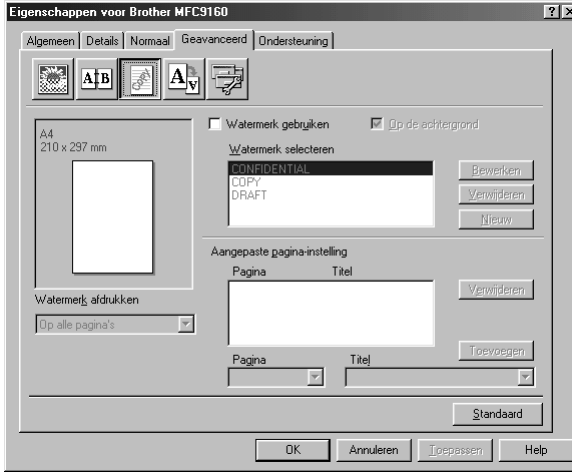 Eigenschappen voor Brother MFC9160
Algemeen Details Normaal Geavanceerd Ondersteuning
A B copy A A
A4
210 x 297 mm
Watermerk gebruiken Op de achtergrond
Watermerk selecteren
CONFIDENTIAL
COPY
DRAFT
Bewerken
Verwijderen
Nieuw
Watermerk afdrukken
Op alle pagina's
Aangepaste pagina-instelling
Pagina Titel
Verwijderen
Toevoegen
Pagina Titel
Standaard
OK Annuleren Toepassen Help